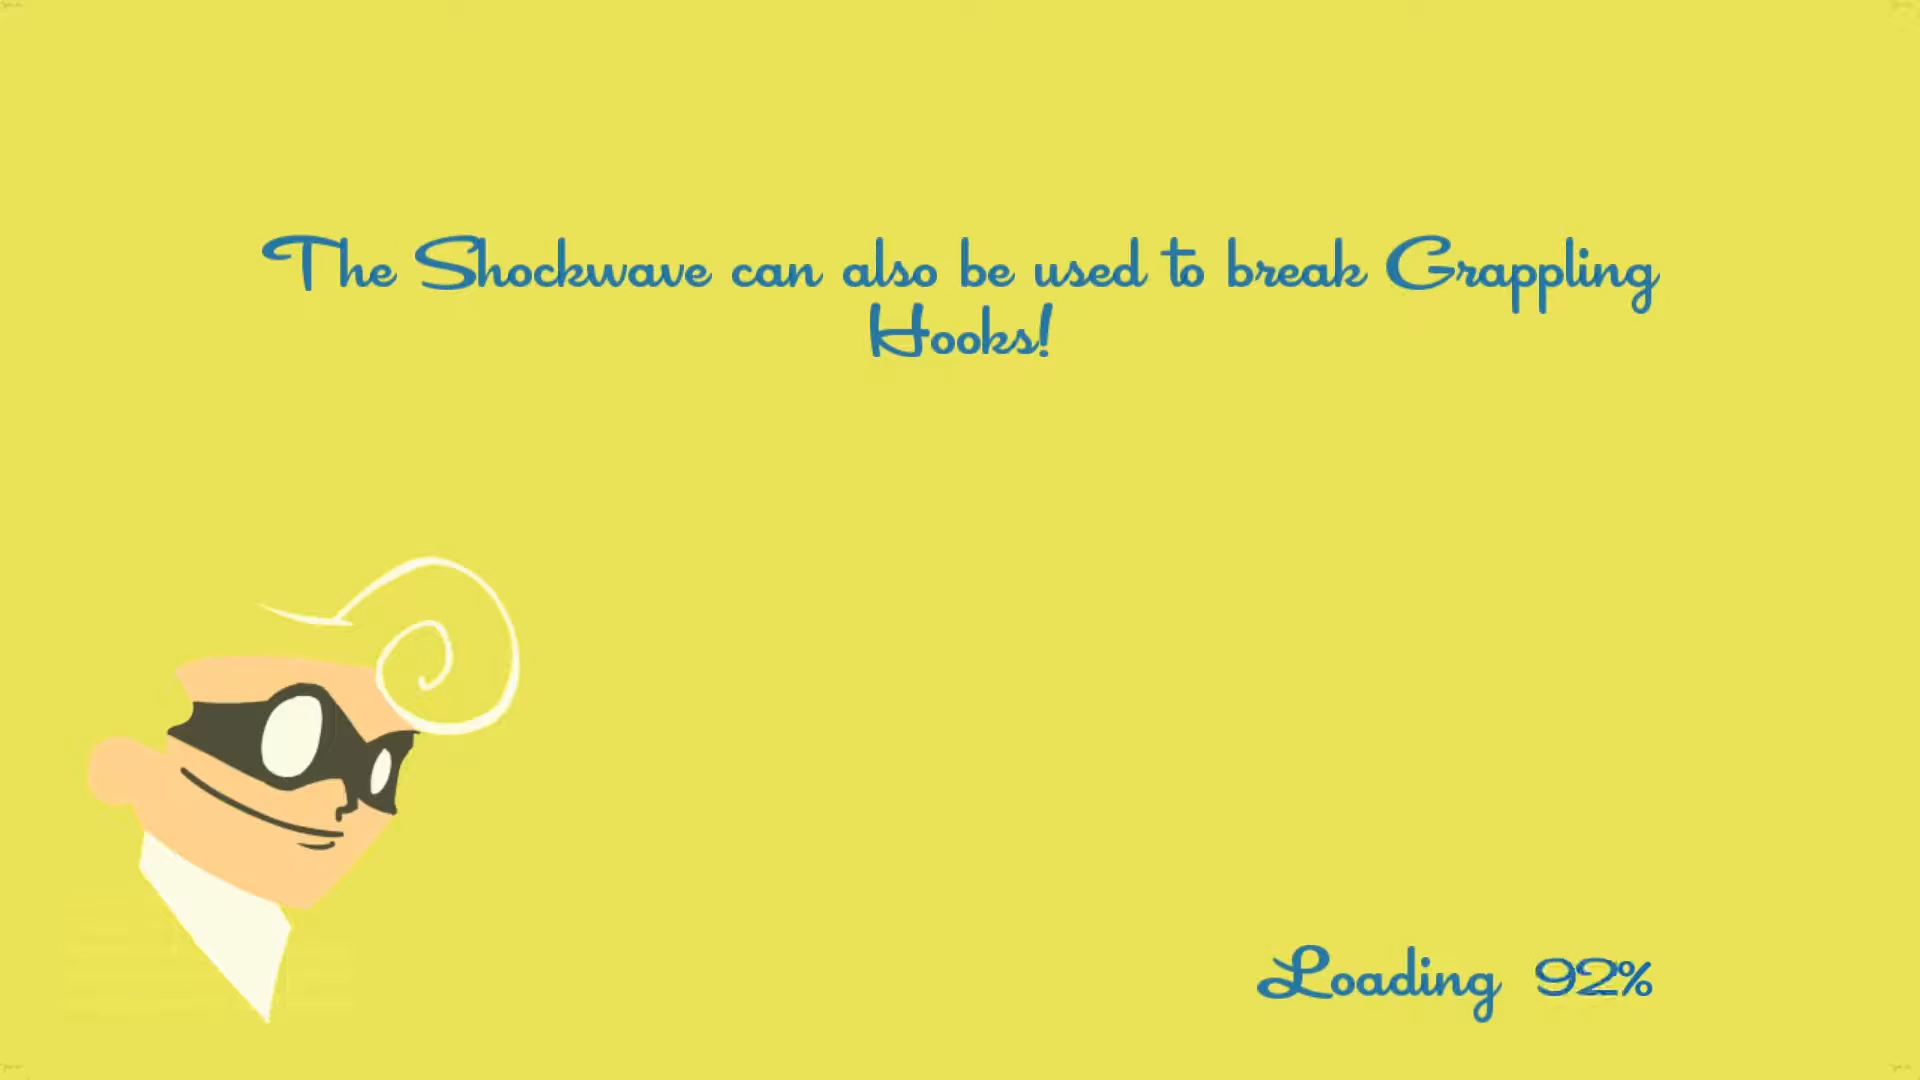 The Shockwave can also be used to break Grappling
Hooks!
Loading 92%